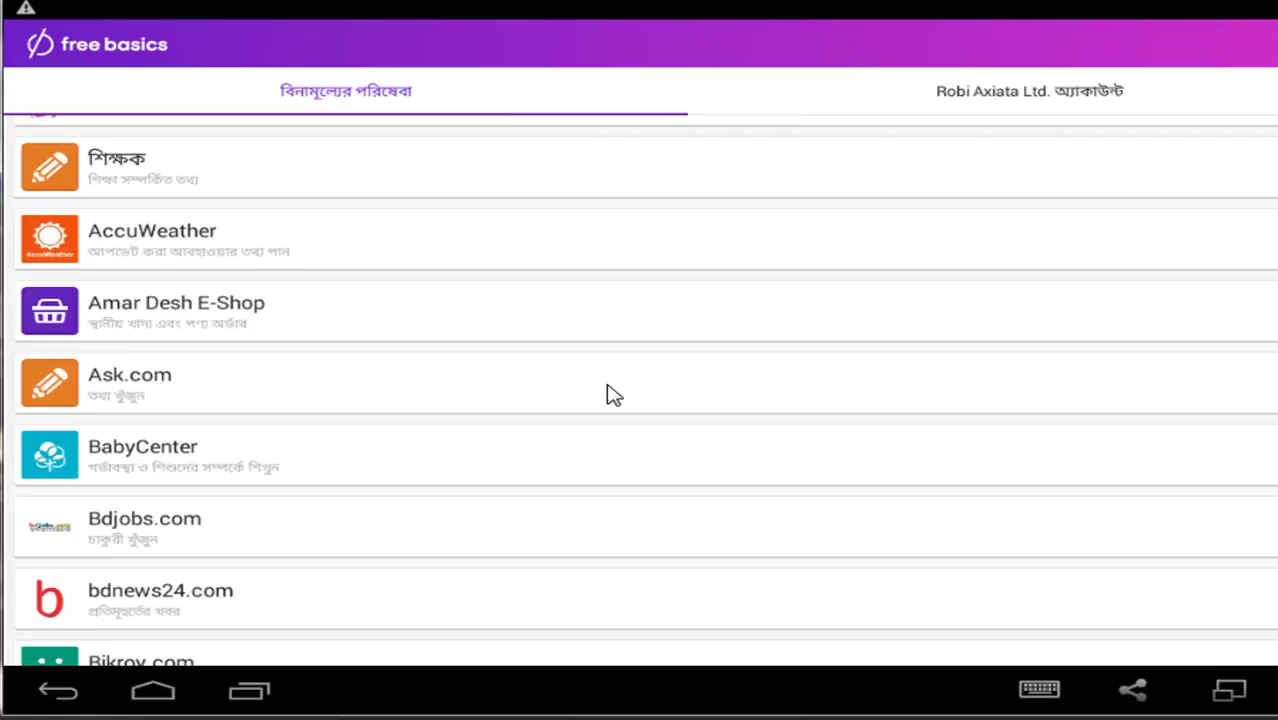 free basics
বিনামূল্যের পরিষেবা
Robi Axiata Ltd. অ্যাকাউন্ট
শিক্ষক
শিক্ষা সম্পর্কিত তথ্য
AccuWeather
AccuWeather
আপডেট করা আবহাওয়ার তথ্য পান
Amar Desh E-Shop
স্থানীয় খাদ্য এবং পণ্য অর্ডার
Ask.com
তথ্য খুঁজুন
BabyCenter
গর্ভাবস্থা ও শিশুদের সম্পর্কে শিখুন
Bdjobs.com
চাকুরী খুঁজুন
b
bdnews24.com
প্রতিমূহুর্তের খবর
Bikroy.com